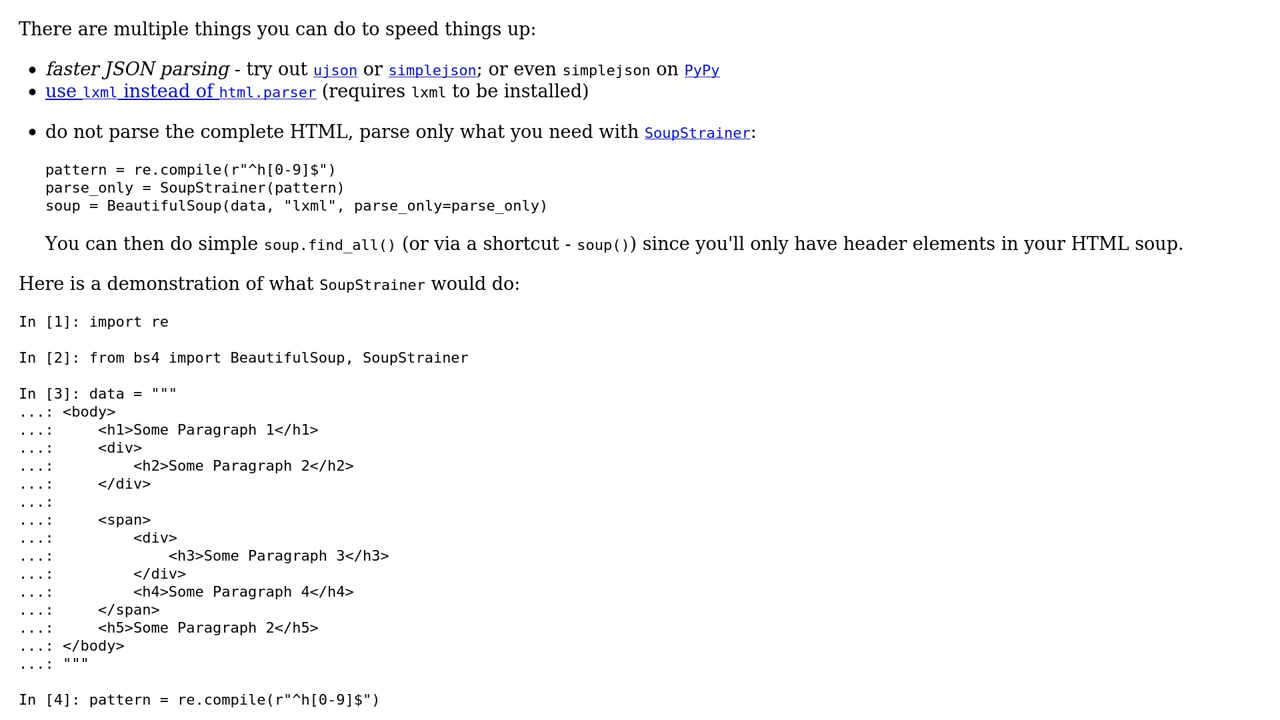 There are multiple things you can do to speed things up:
• faster JSON parsing - try out ujson or simplejson; or even simplejson on PyPy
• use lxml instead of html.parser (requires lxml to be installed)
• do not parse the complete HTML, parse only what you need with SoupStrainer:
pattern = re.compile(r"^h[0-9]$")
parse_only = SoupStrainer(pattern)
soup = BeautifulSoup(data, "lxml", parse_only=parse_only)
You can then do simple soup.find_all() (or via a shortcut - soup()) since you'll only have header elements in your HTML soup.
Here is a demonstration of what SoupStrainer would do:
In [1]: import re
In [2]: from bs4 import BeautifulSoup, SoupStrainer
In [3]: data = """
...: <body>
...:     <h1>Some Paragraph 1</h1>
...:     <div>
...:         <h2>Some Paragraph 2</h2>
...:     </div>
...:
...:     <span>
...:         <div>
...:             <h3>Some Paragraph 3</h3>
...:         </div>
...:         <h4>Some Paragraph 4</h4>
...:     </span>
...:     <h5>Some Paragraph 2</h5>
...: </body>
...: """
In [4]: pattern = re.compile(r"^h[0-9]$")